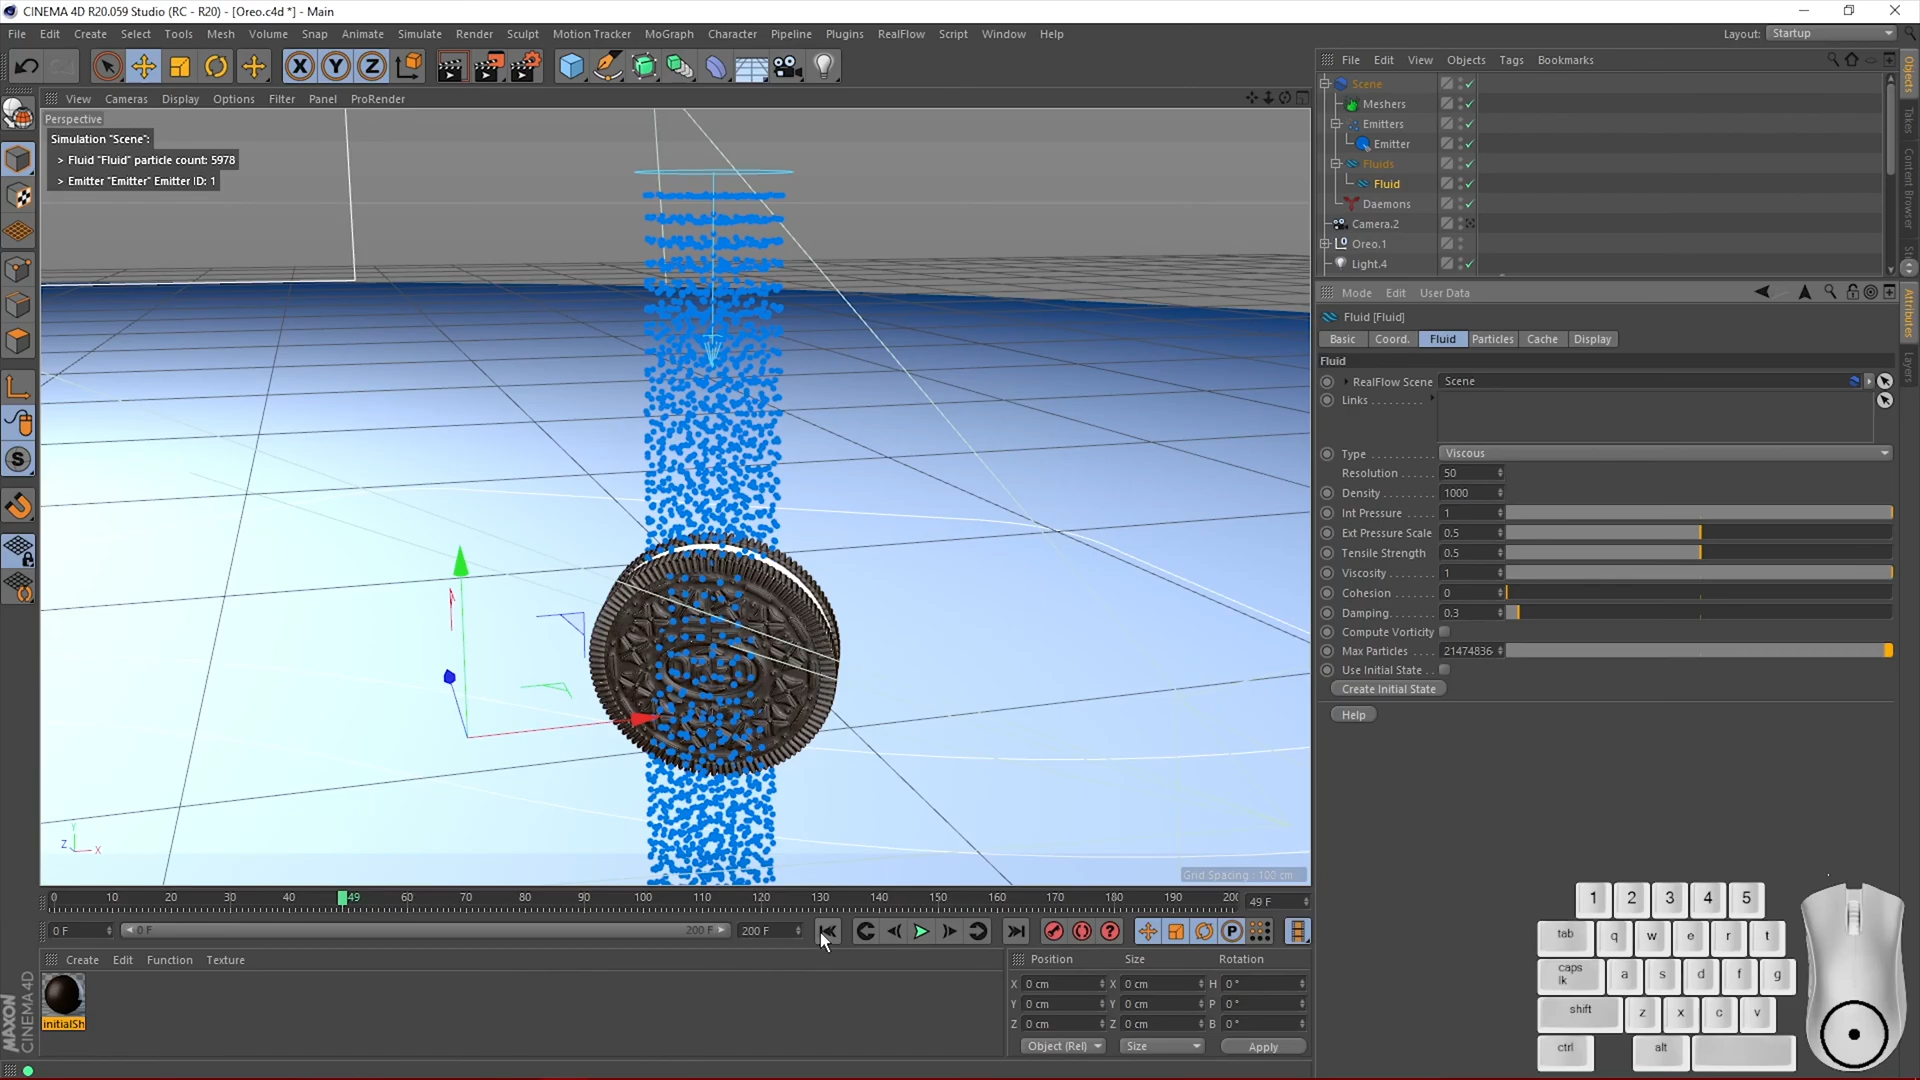 CINEMA 4D R20.059 Studio (RC - R20) - [Oreo.c4d *] - Main
File Edit Create Select Tools Mesh Volume Snap Animate Simulate Render Sculpt Motion Tracker MoGraph Character Pipeline Plugins RealFlow Script Window Help
Layout: Startup
View Cameras Display Options Filter Panel ProRender
Perspective
Simulation "Scene":
> Fluid "Fluid" particle count: 5978
> Emitter "Emitter" Emitter ID: 1
Grid Spacing : 100 cm
File Edit View Objects Tags Bookmarks
Scene
Meshers
Emitters
Emitter
Fluids
Fluid
Daemons
Camera.2
Oreo.1
Light.4
Objects
Takes
Content Browser
Attributes
Layers
Mode Edit User Data
Fluid [Fluid]
Basic Coord. Fluid Particles Cache Display
Fluid
RealFlow Scene Scene
Links
Type Viscous
Resolution 50
Density 1000
Int Pressure 1
Ext Pressure Scale 0.5
Tensile Strength 0.5
Viscosity 1
Cohesion 0
Damping 0.3
Compute Vorticity
Max Particles 21474836
Use Initial State
Create Initial State
Help
0 10 20 30 40 49 60 70 80 90 100 110 120 130 140 150 160 170 180 190 20 49 F
0 F 0 F 200 F 200 F
Create Edit Function Texture
initialSh
MAXON CINEMA 4D
Position Size Rotation
X 0 cm X 0 cm H 0 °
Y 0 cm Y 0 cm P 0 °
Z 0 cm Z 0 cm B 0 °
Object (Rel) Size Apply
1 2 3 4 5
tab q w e r t
caps lk a s d f g
shift z x c v
ctrl alt